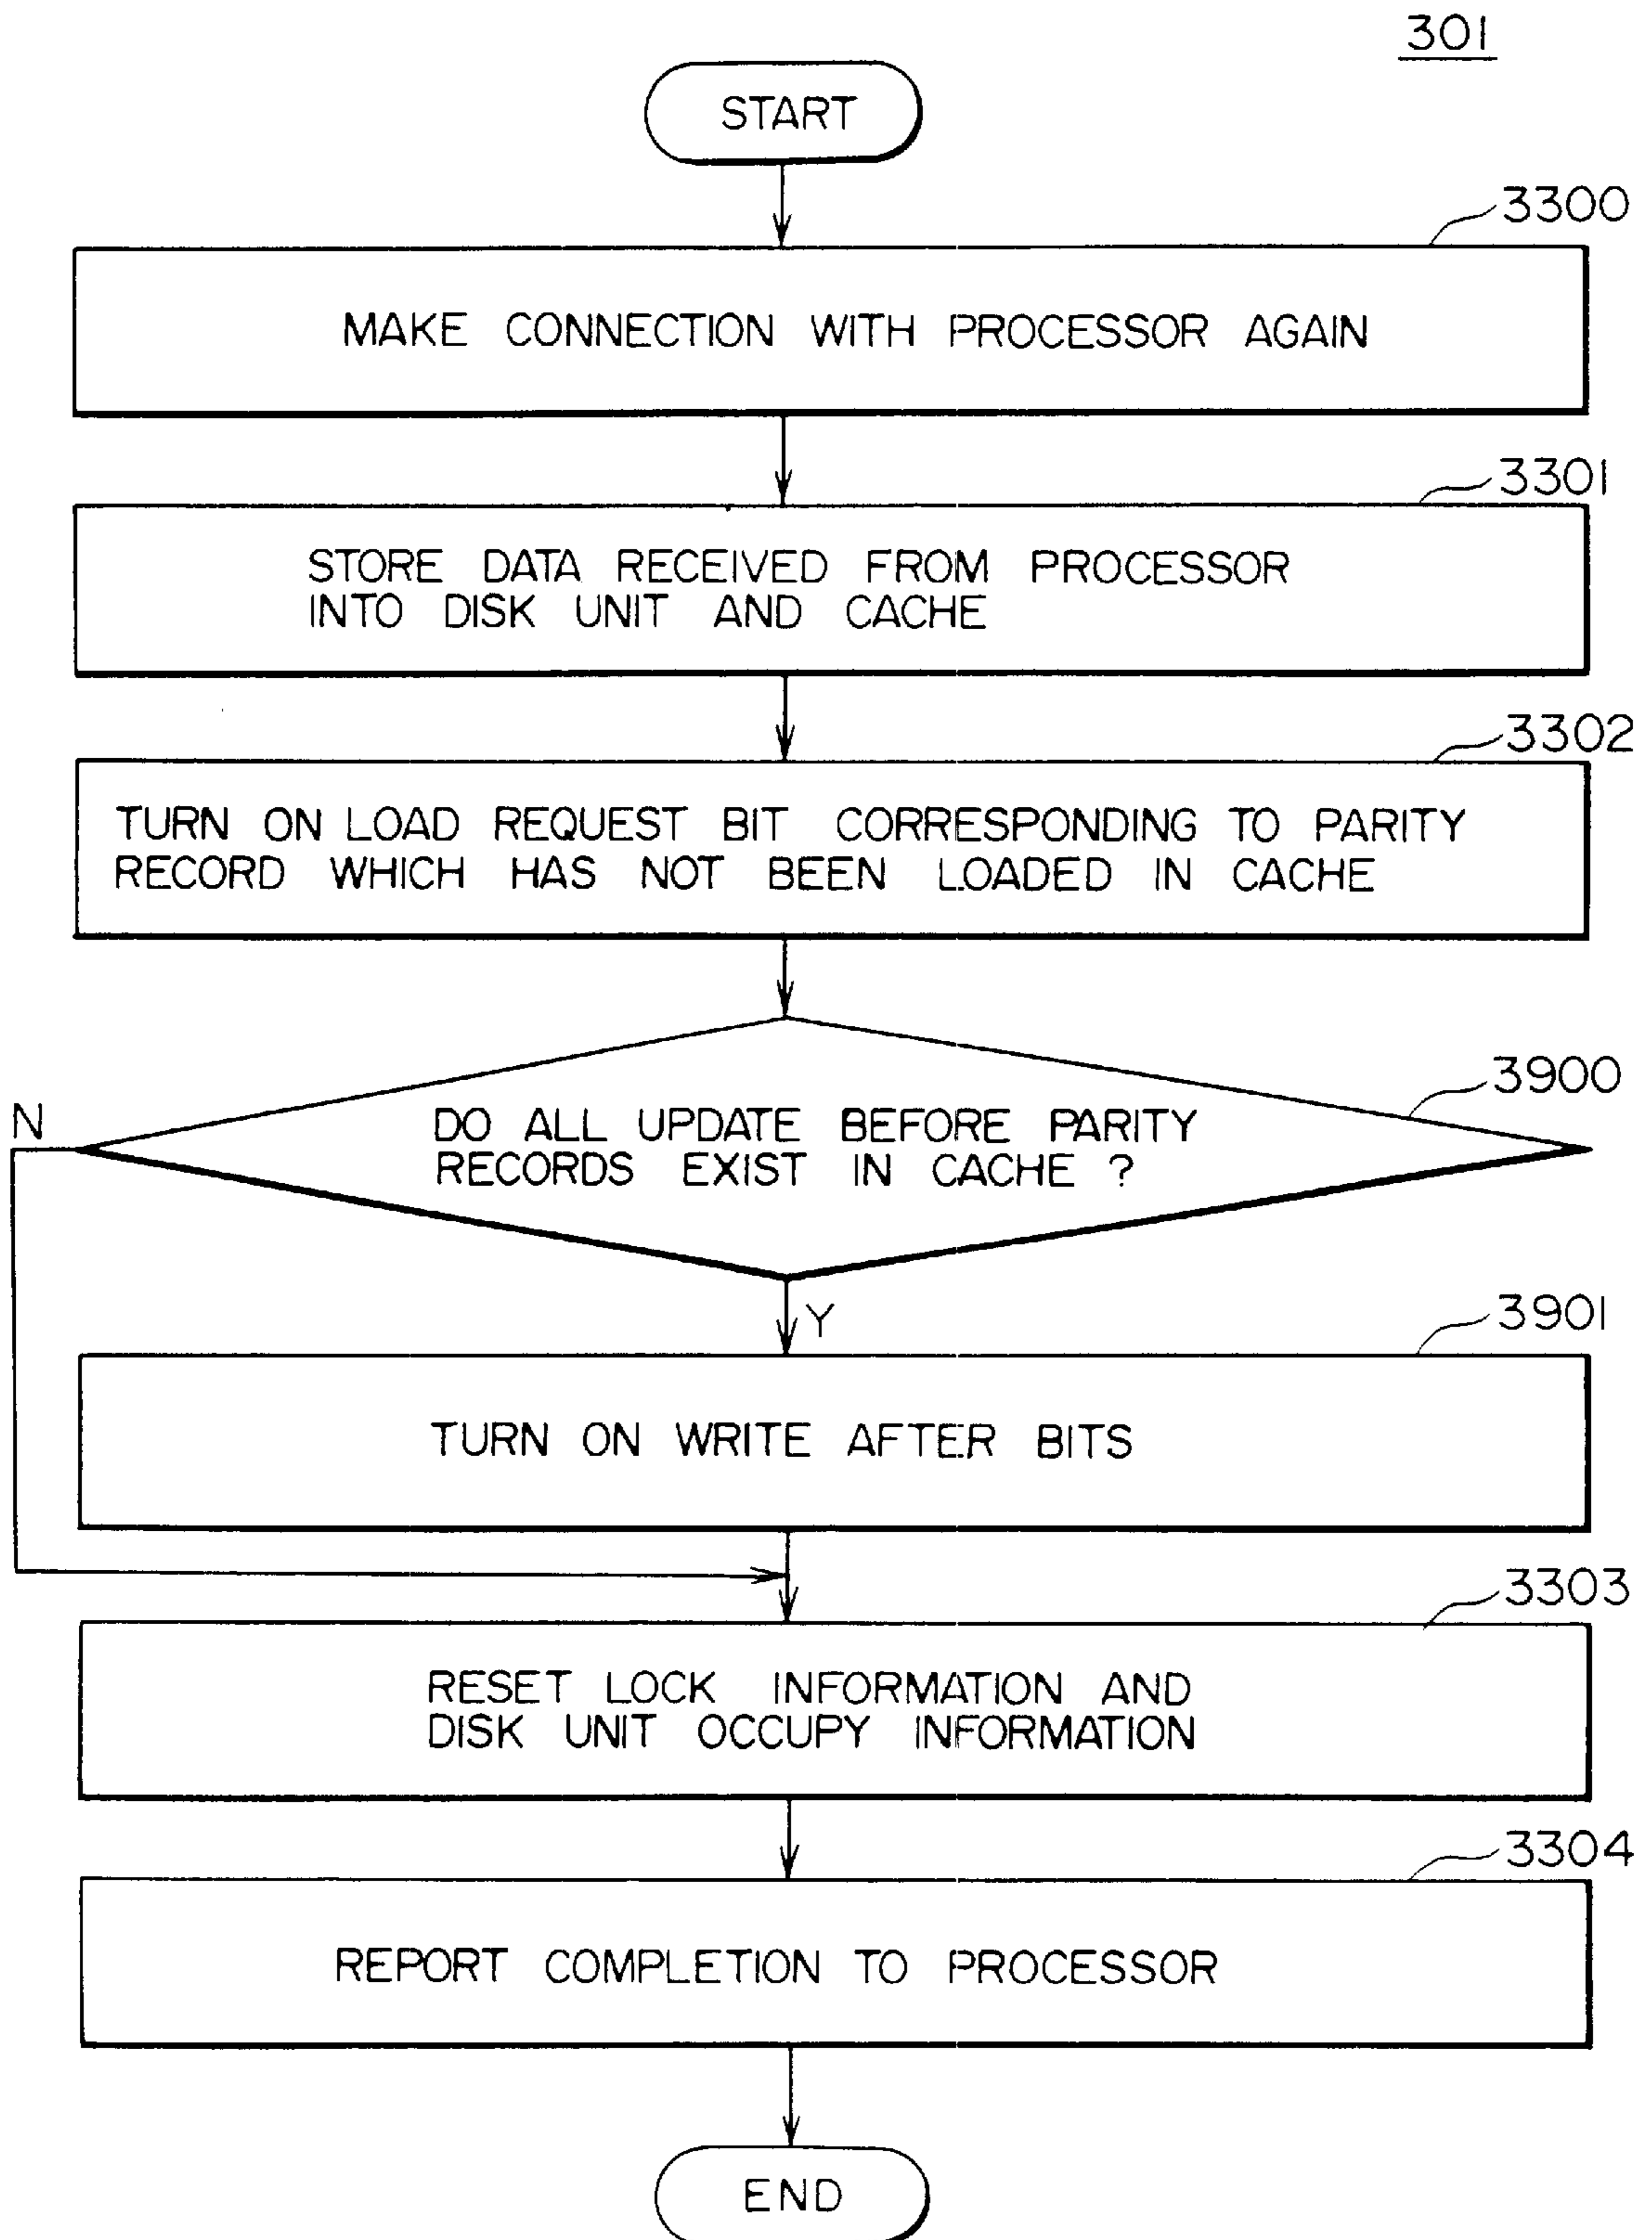 301
START
3300
MAKE CONNECTION WITH PROCESSOR AGAIN
3301
STORE DATA RECEIVED FROM PROCESSOR
INTO DISK UNIT AND CACHE
3302
TURN ON LOAD REQUEST BIT CORRESPONDING TO PARITY
RECORD WHICH HAS NOT BEEN LOADED IN CACHE
3900
N
DO ALL UPDATE BEFORE PARITY
RECORDS EXIST IN CACHE ?
Y
3901
TURN ON WRITE AFTER BITS
3303
RESET LOCK INFORMATION AND
DISK UNIT OCCUPY INFORMATION
3304
REPORT COMPLETION TO PROCESSOR
END